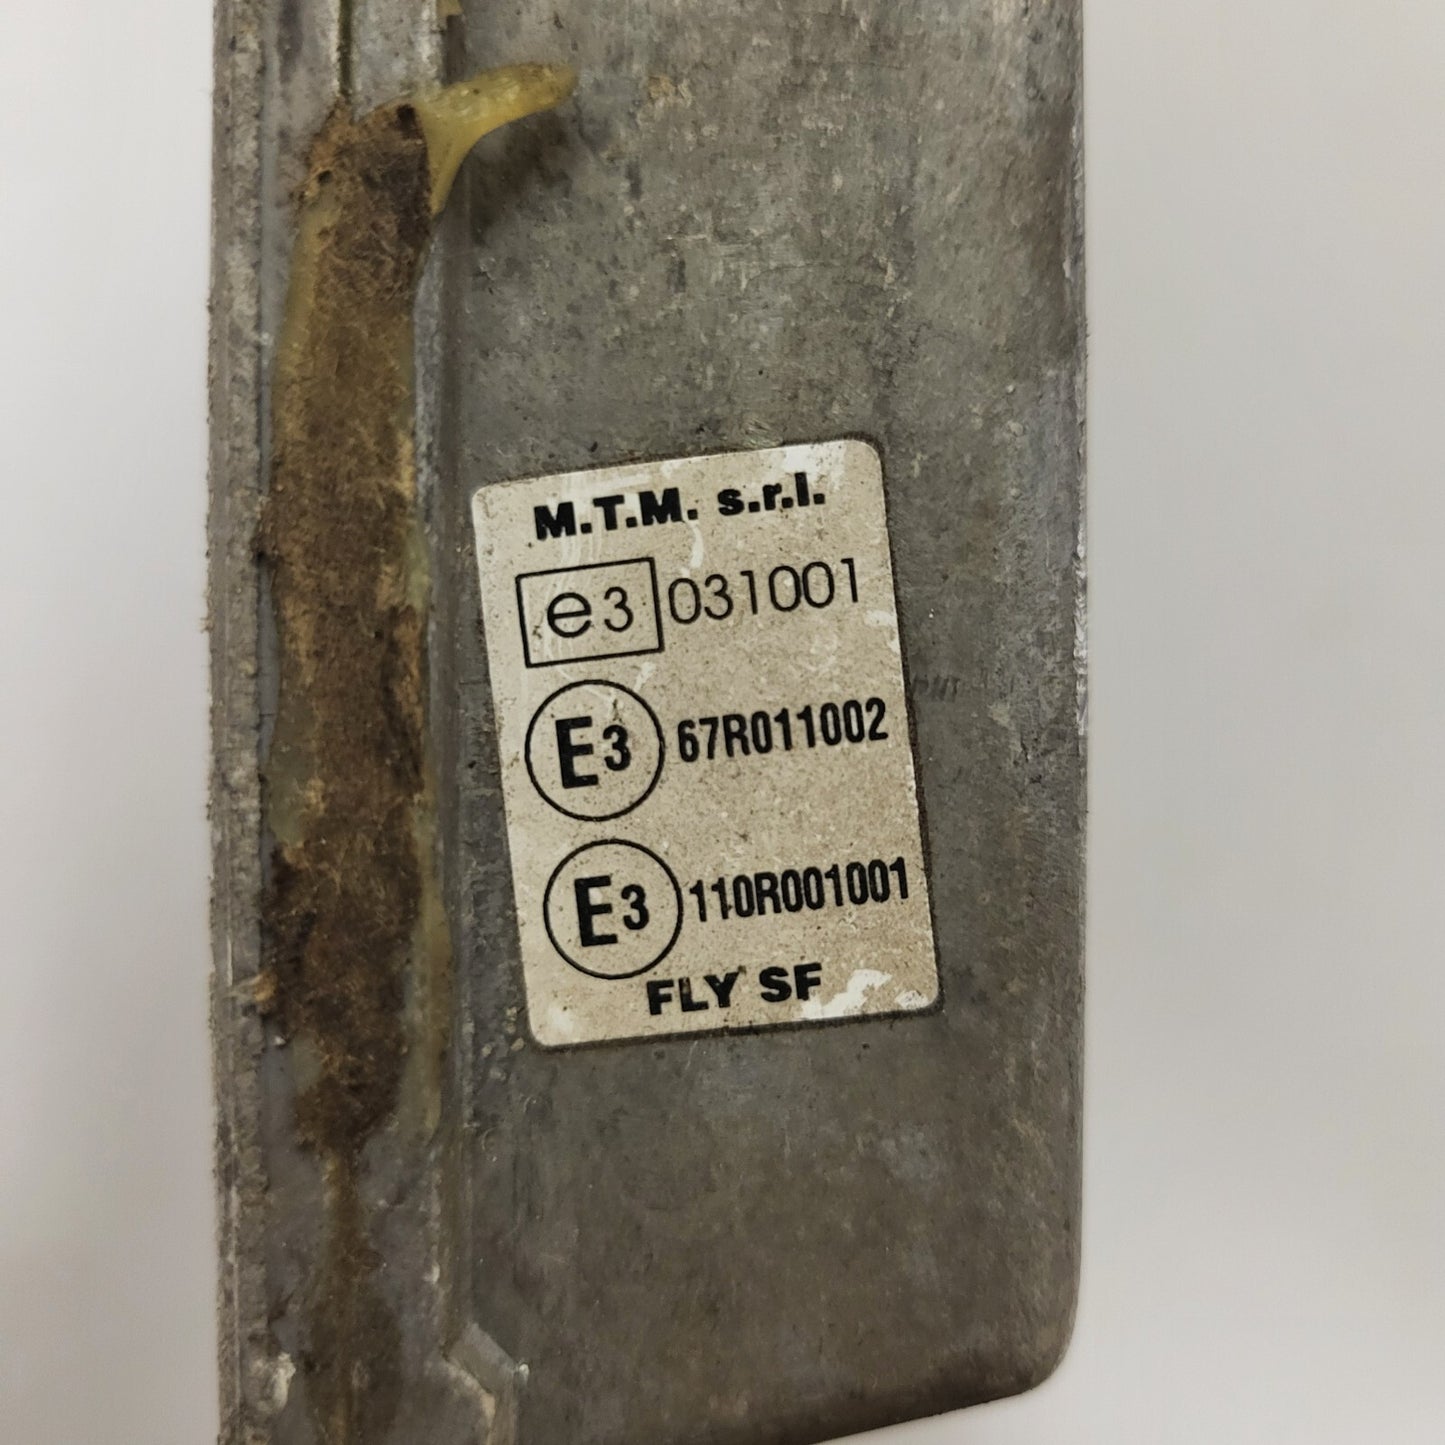 M.T.M. s.r.l.
e3 031001
E3 67R011002
E3 110R001001
FLY SF